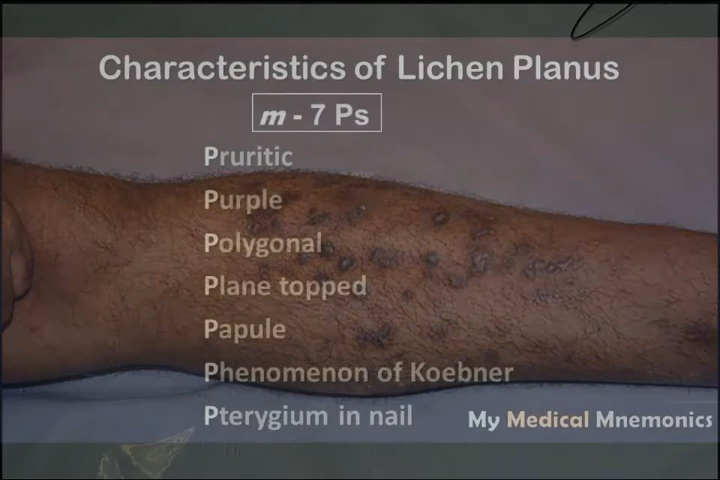 Characteristics of Lichen Planus
m - 7 Ps
Pruritic
Purple
Polygonal
Plane topped
Papule
Phenomenon of Koebner
Pterygium in nail
My Medical Mnemonics